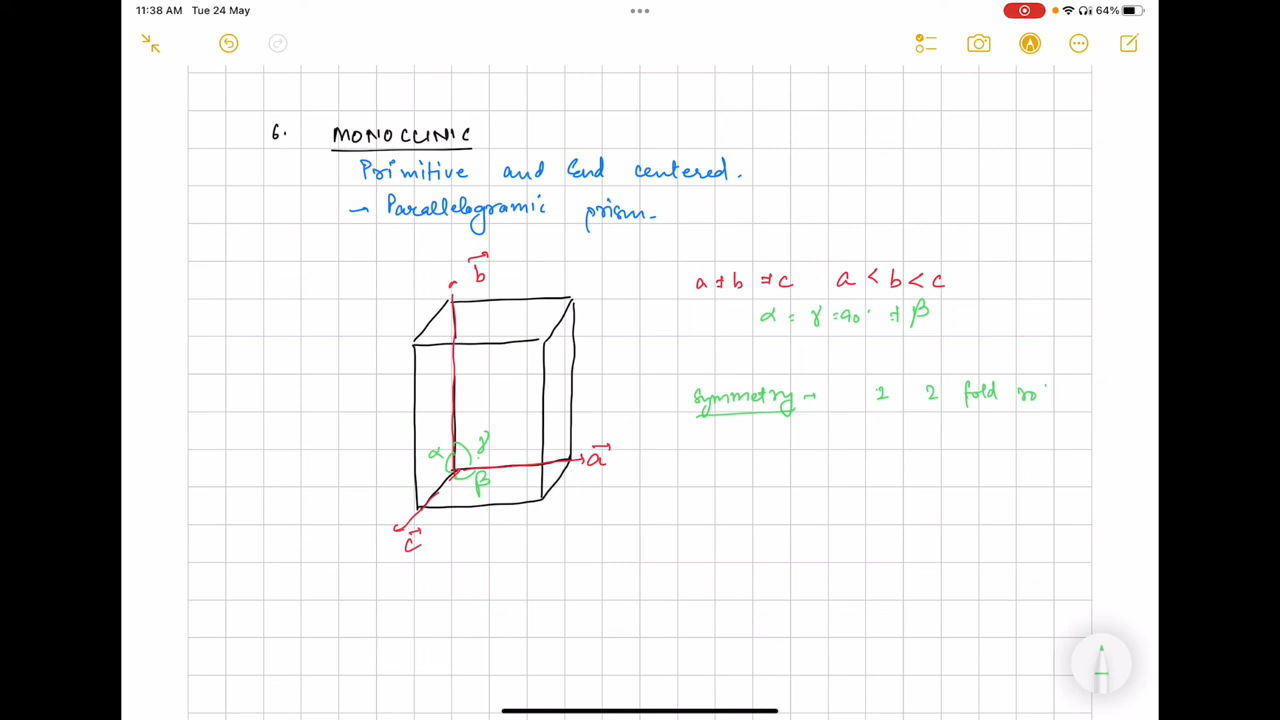 11:38 AM Tue 24 May
64%
6. MONOCLINIC
Primitive and End centered.
→ Parallelogramic prism.
b
a ≠ b ≠ c a < b < c
α = γ = 90° ≠ β
Symmetry → 2 fold ro
α γ
a
β
c